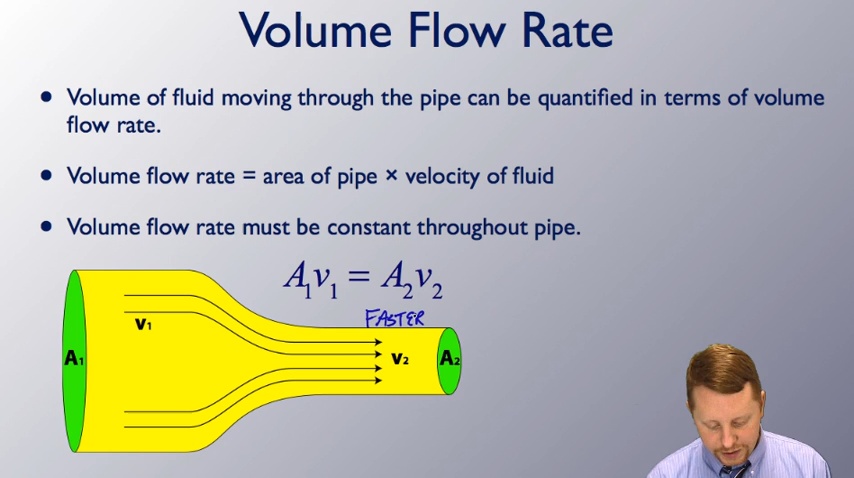 Volume Flow Rate
• Volume of fluid moving through the pipe can be quantified in terms of volume
flow rate.
• Volume flow rate = area of pipe × velocity of fluid
• Volume flow rate must be constant throughout pipe.
A₁v₁ = A₂v₂
FASTER
v₁
A₁
v₂
A₂